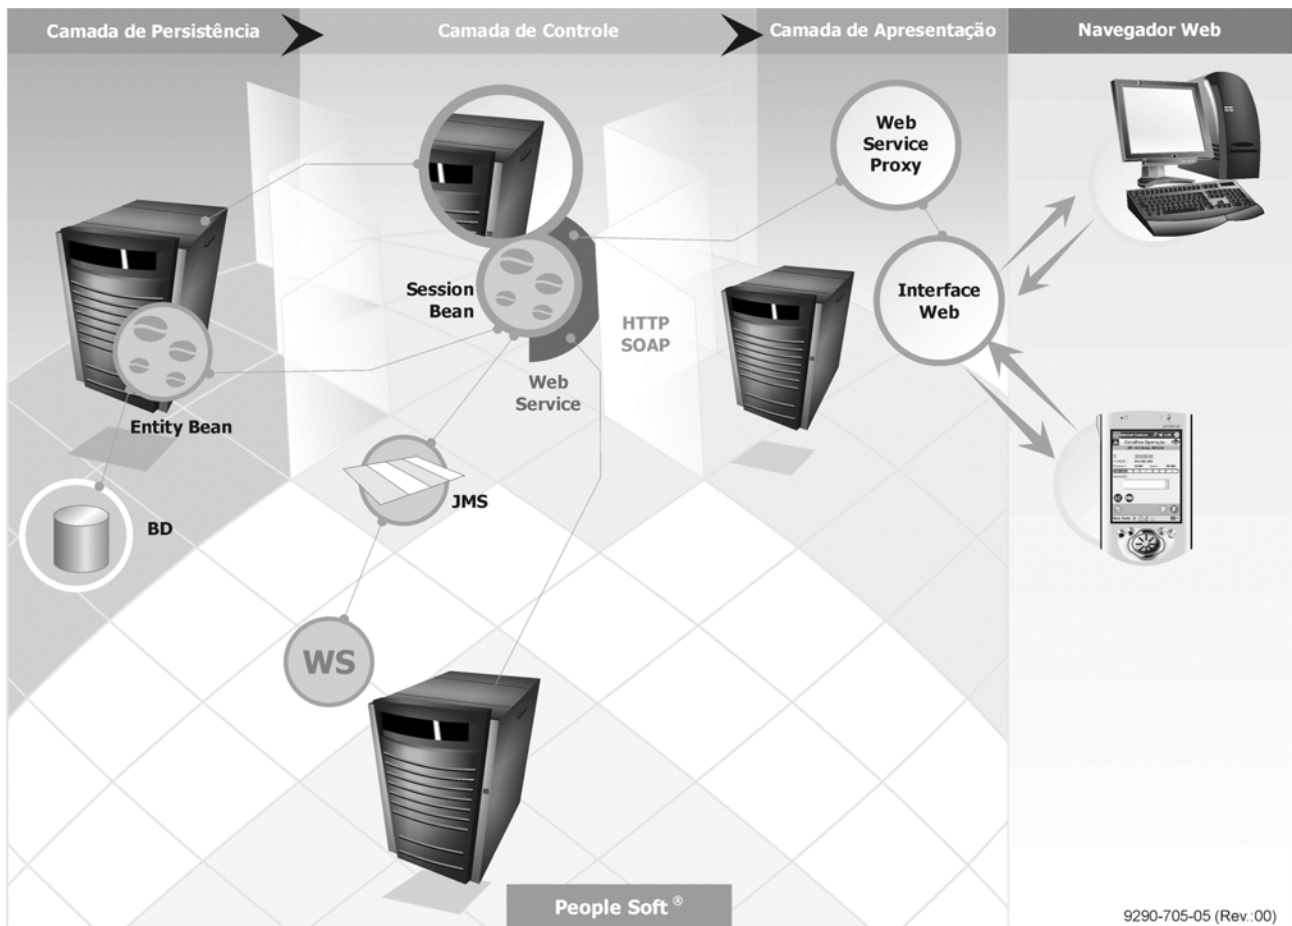 Camada de Persistência
Camada de Controle
Camada de Apresentação
Navegador Web
Web
Service
Proxy
Session
Bean
Interface
Web
HTTP
SOAP
Web
Service
Entity Bean
JMS
BD
WS
People Soft ®
9290-705-05 (Rev.:00)